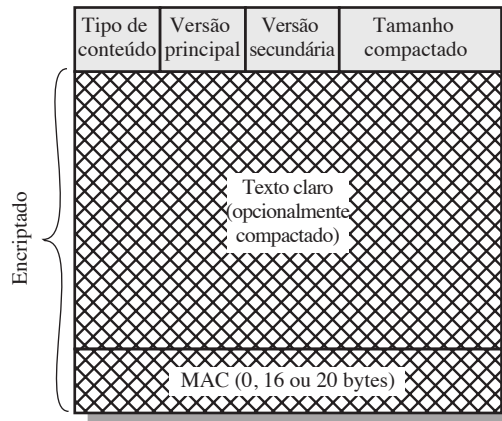 Tipo de
conteúdo
Versão
principal
Versão
secundária
Tamanho
compactado
Encriptado
Texto claro
(opcionalmente
compactado)
MAC (0, 16 ou 20 bytes)